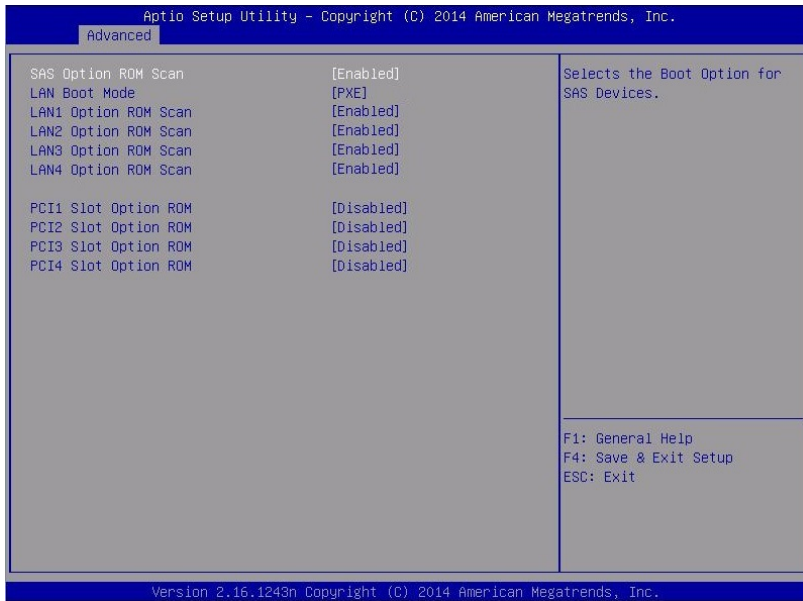 Aptio Setup Utility – Copyright (C) 2014 American Megatrends, Inc.
Advanced
SAS Option ROM Scan [Enabled]
LAN Boot Mode [PXE]
LAN1 Option ROM Scan [Enabled]
LAN2 Option ROM Scan [Enabled]
LAN3 Option ROM Scan [Enabled]
LAN4 Option ROM Scan [Enabled]
PCI1 Slot Option ROM [Disabled]
PCI2 Slot Option ROM [Disabled]
PCI3 Slot Option ROM [Disabled]
PCI4 Slot Option ROM [Disabled]
Selects the Boot Option for
SAS Devices.
F1: General Help
F4: Save & Exit Setup
ESC: Exit
Version 2.16.1243n Copyright (C) 2014 American Megatrends, Inc.